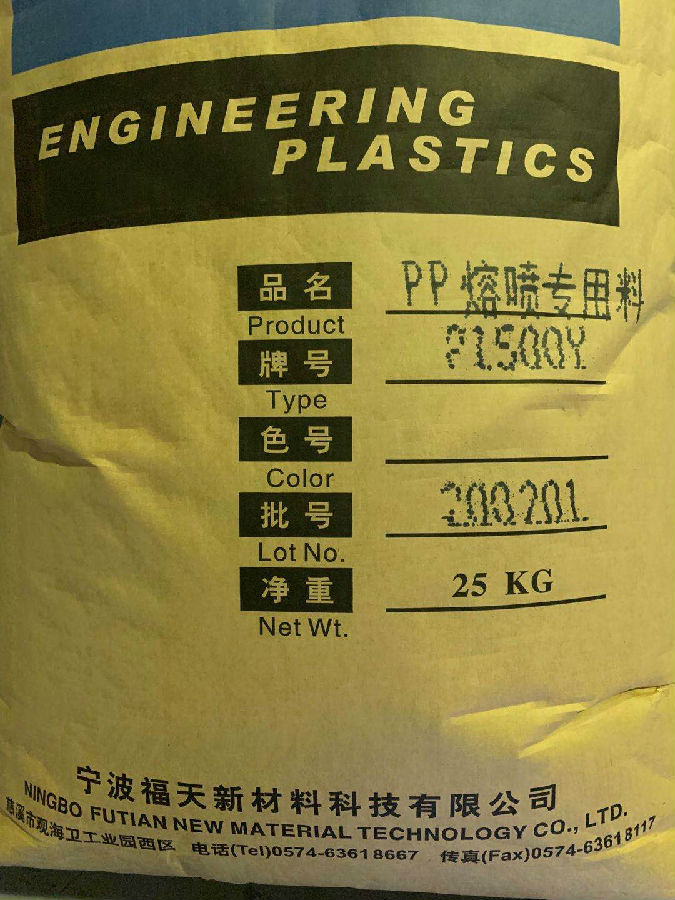 ENGINEERING
PLASTICS
品名 PP熔喷专用料
Product
牌号
Type
色号
Color
批号 200201
Lot No.
净重 25 KG
Net Wt.
宁波福天新材料科技有限公司
NINGBO FUTIAN NEW MATERIAL TECHNOLOGY CO., LTD.
慈溪市观海卫工业园西区 电话(Tel)0574-63618667 传真(Fax)0574-63618117